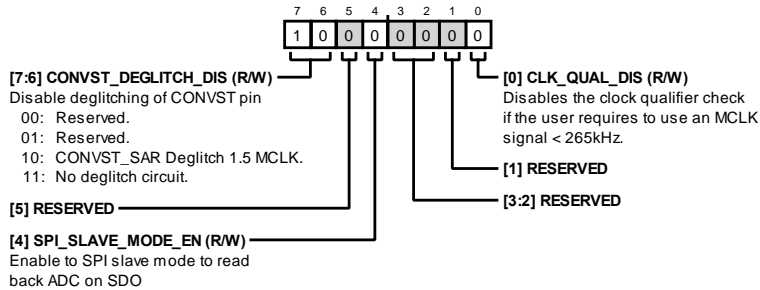 7 6 5 4 3 2 1 0
1 0 0 0 0 0 0 0
[7:6] CONVST_DEGLITCH_DIS (R/W)
Disable deglitching of CONVST pin
00: Reserved.
01: Reserved.
10: CONVST_SAR Deglitch 1.5 MCLK.
11: No deglitch circuit.
[5] RESERVED
[4] SPI_SLAVE_MODE_EN (R/W)
Enable to SPI slave mode to read
back ADC on SDO
[0] CLK_QUAL_DIS (R/W)
Disables the clock qualifier check
if the user requires to use an MCLK
signal < 265kHz.
[1] RESERVED
[3:2] RESERVED